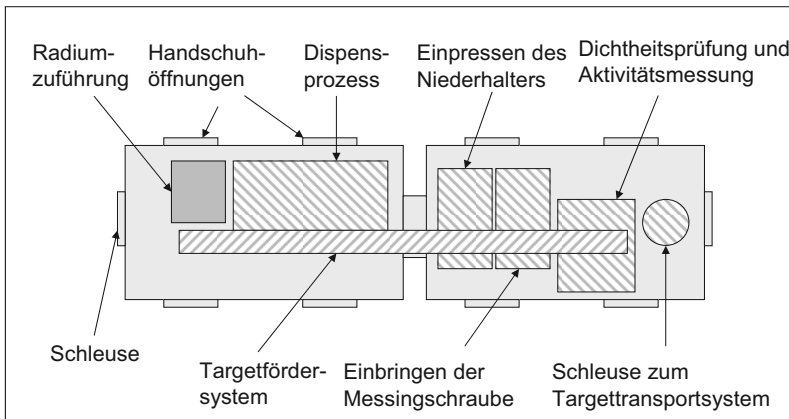 Radium-
zuführung
Handschuh-
öffnungen
Dispens-
prozess
Einpressen des
Niederhalters
Dichtheitsprüfung und
Aktivitätsmessung
Schleuse
Targetförder-
system
Einbringen der
Messingschraube
Schleuse zum
Targettransportsystem